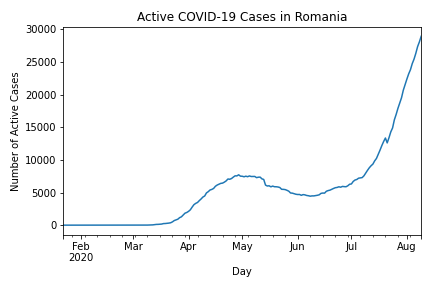 Active COVID-19 Cases in Romania
30000
25000
20000
15000
10000
5000
0
Number of Active Cases
Feb Mar Apr May Jun Jul Aug
2020
Day